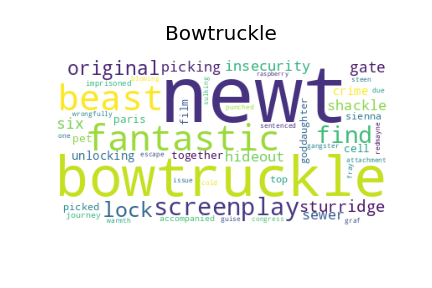 Bowtruckle
original picking insecurity gate
imprisoned blowing raspberry steen
beast newt crime due
sulking
film punched shackle
wrongfully
six paris goddaughter sienna
one pet fantastic sentenced find redmayne
gangster cell
unlocking escape together hideout fray attachment
issue sold top
bowtruckle
picked lock screenplay sturridge
journey accompanied guise congress sewer graf
warmth